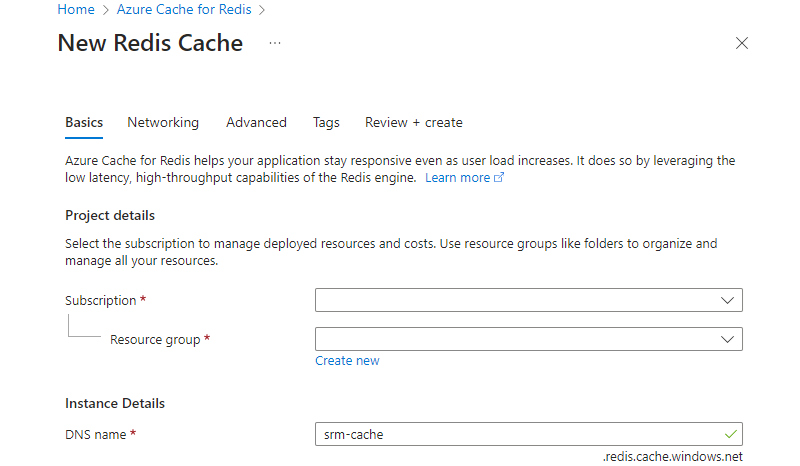 Home > Azure Cache for Redis >
New Redis Cache ...
Basics Networking Advanced Tags Review + create
Azure Cache for Redis helps your application stay responsive even as user load increases. It does so by leveraging the
low latency, high-throughput capabilities of the Redis engine. Learn more
Project details
Select the subscription to manage deployed resources and costs. Use resource groups like folders to organize and
manage all your resources.
Subscription *
Resource group *
Create new
Instance Details
DNS name * srm-cache
.redis.cache.windows.net